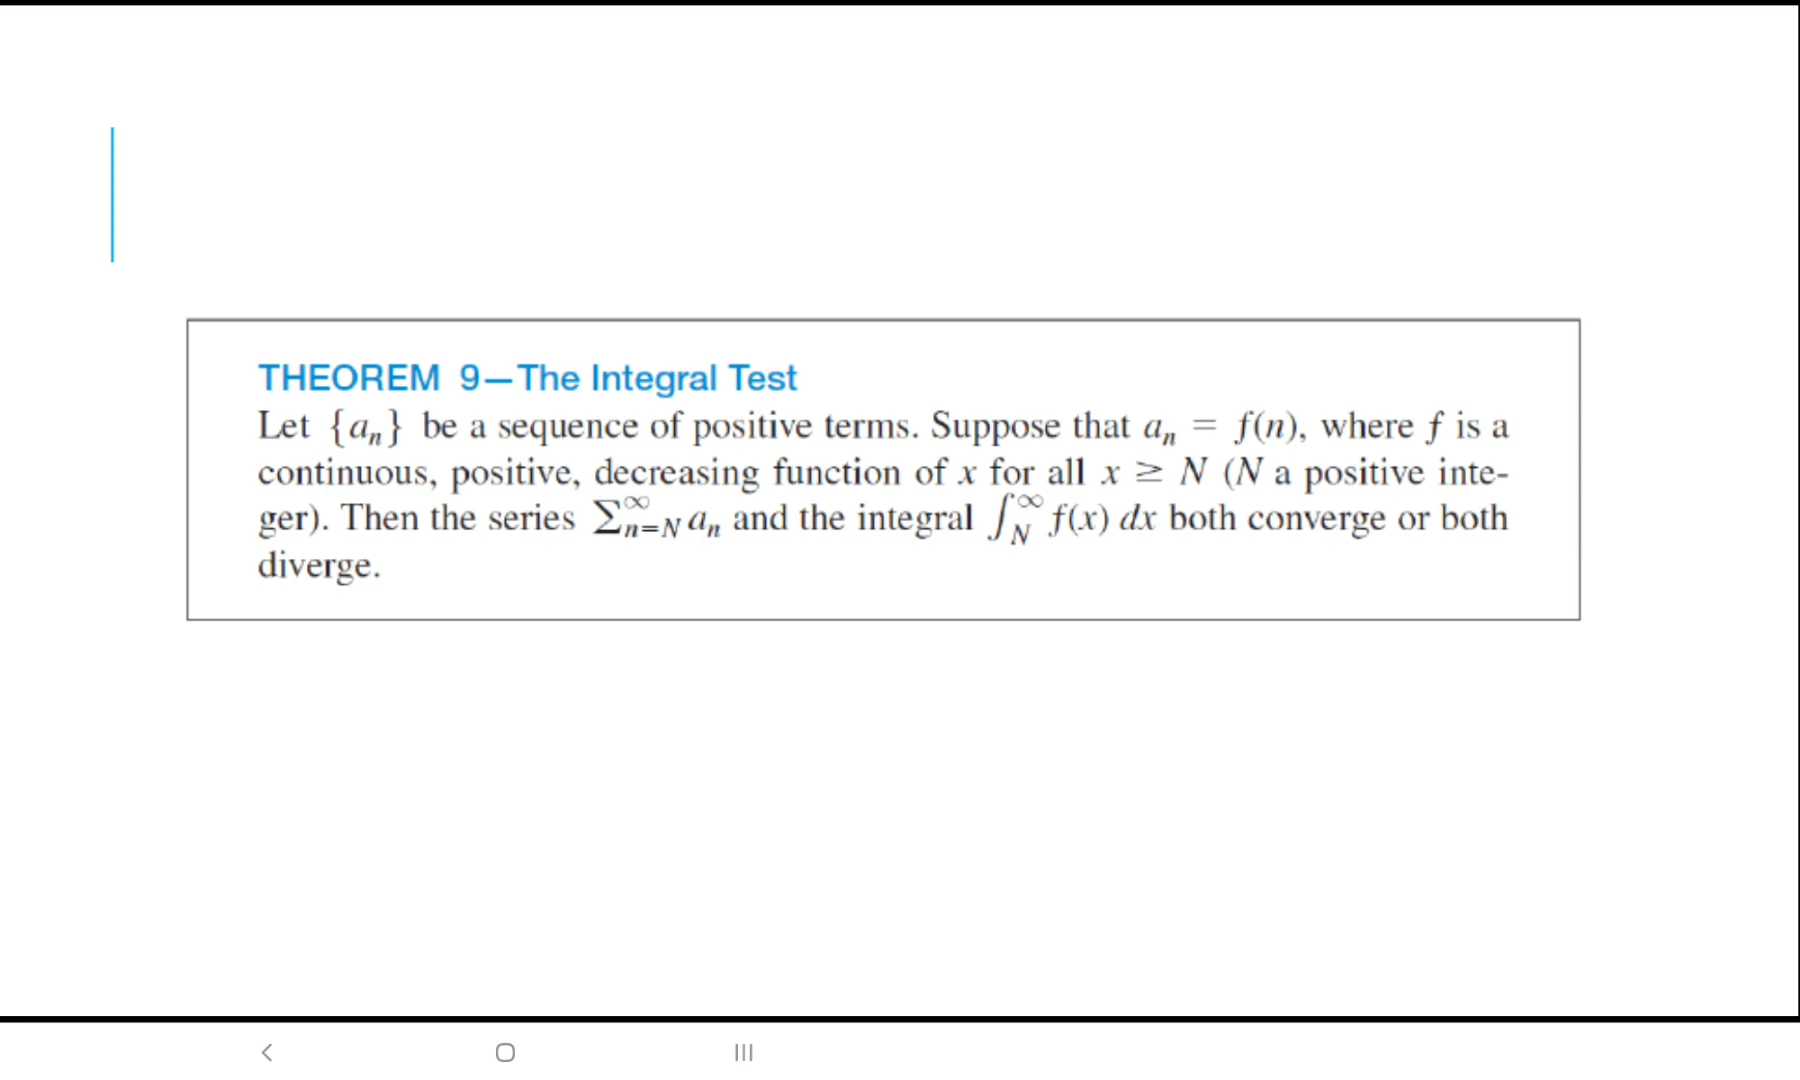 THEOREM 9—The Integral Test
Let {aₙ} be a sequence of positive terms. Suppose that aₙ = f(n), where f is a
continuous, positive, decreasing function of x for all x ≥ N (N a positive inte-
ger). Then the series ∑ₙ₌N^∞ aₙ and the integral ∫_N^∞ f(x) dx both converge or both
diverge.